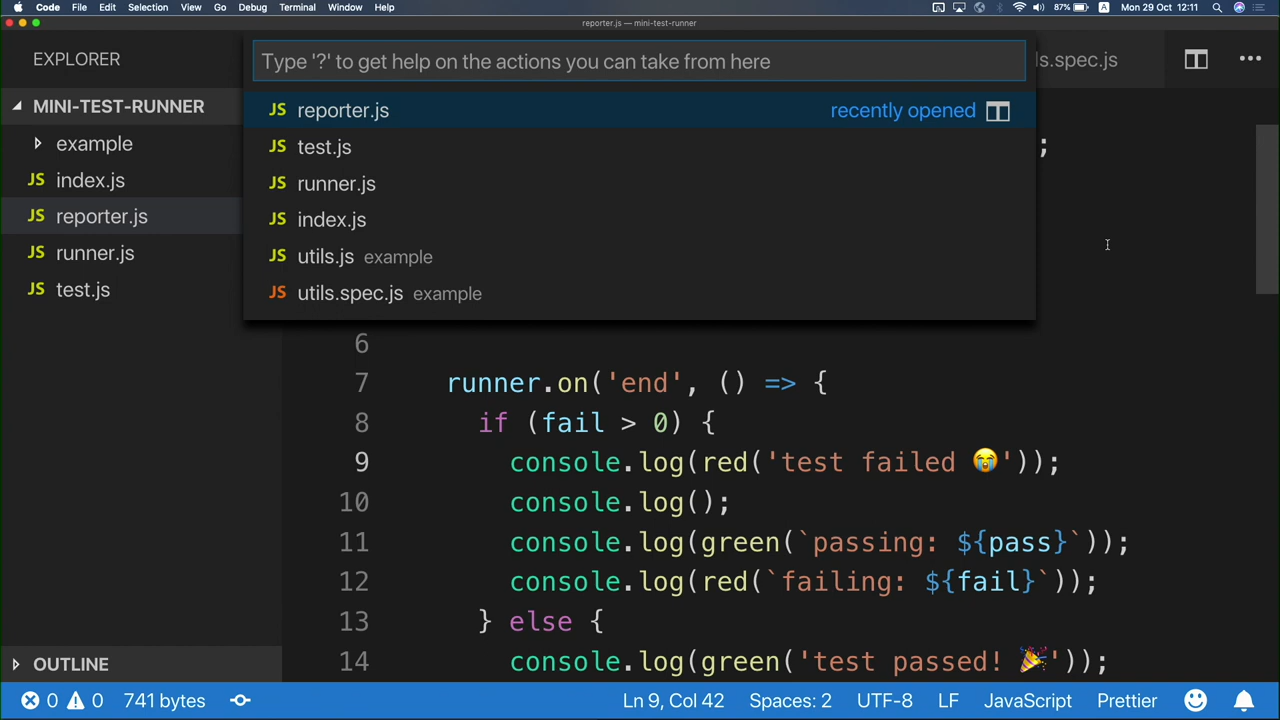 Code File Edit Selection View Go Debug Terminal Window Help 87% A Mon 29 Oct 12:11
reporter.js — mini-test-runner
EXPLORER
Type '?' to get help on the actions you can take from here
ls.spec.js
MINI-TEST-RUNNER
JS reporter.js recently opened
example
JS test.js
;
JS index.js
JS runner.js
JS reporter.js
JS index.js
JS runner.js
JS utils.js example
JS test.js
JS utils.spec.js example
6
7 runner.on('end', () => {
8 if (fail > 0) {
9 console.log(red('test failed 😭'));
10 console.log();
11 console.log(green(`passing: ${pass}`));
12 console.log(red(`failing: ${fail}`));
13 } else {
14 console.log(green('test passed! 🎉'));
OUTLINE
0 0 741 bytes Ln 9, Col 42 Spaces: 2 UTF-8 LF JavaScript Prettier